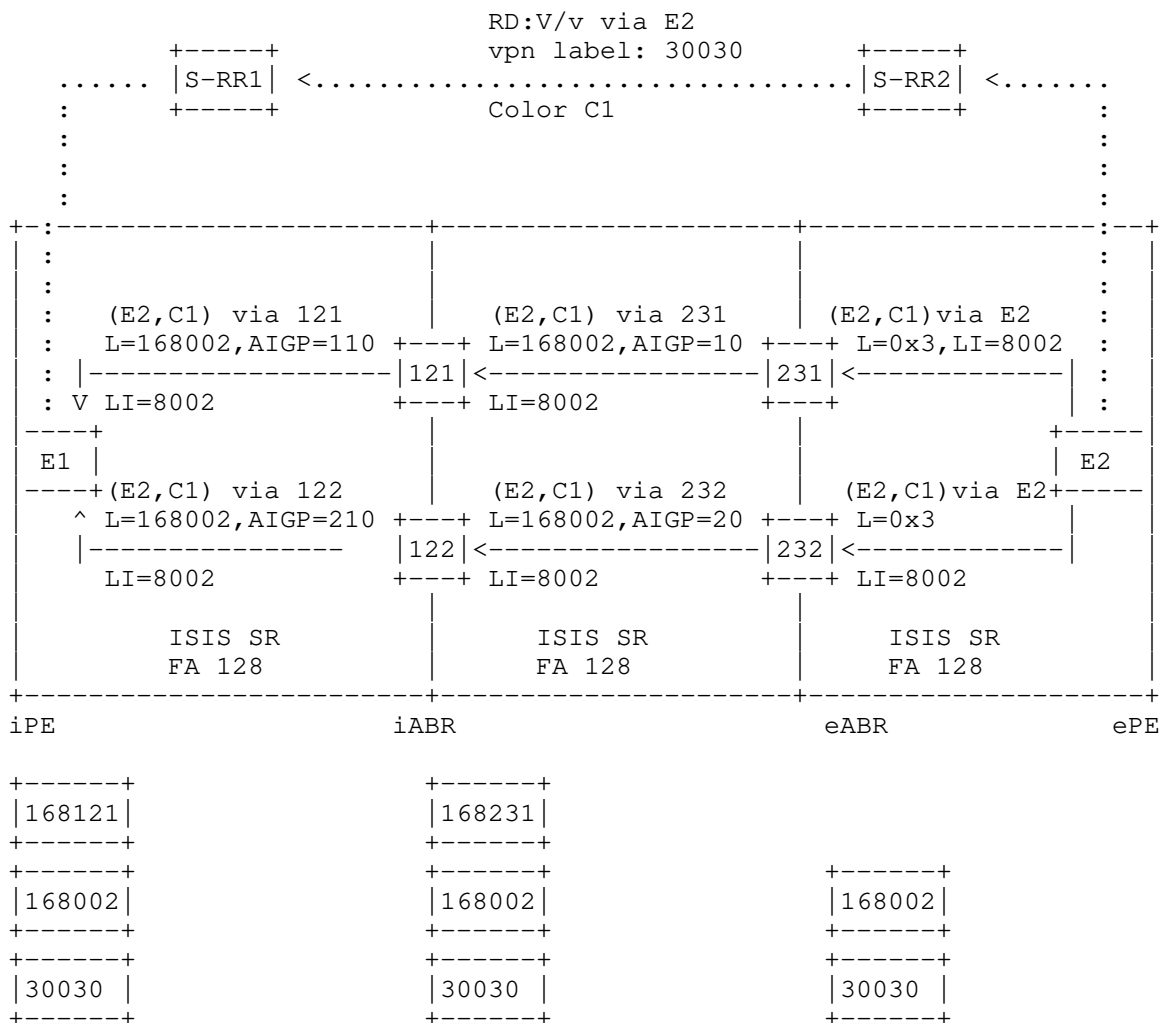 RD:V/v via E2
vpn label: 30030
S-RR1 S-RR2
Color C1
(E2,C1) via 121 (E2,C1) via 231 (E2,C1)via E2
L=168002,AIGP=110 L=168002,AIGP=10 L=0x3,LI=8002
121 231
V LI=8002 LI=8002
E1 E2
(E2,C1) via 122 (E2,C1) via 232 (E2,C1)via E2
L=168002,AIGP=210 L=168002,AIGP=20 L=0x3
122 232
LI=8002 LI=8002 LI=8002
ISIS SR ISIS SR ISIS SR
FA 128 FA 128 FA 128
iPE iABR eABR ePE
168121 168231
168002 168002 168002
30030 30030 30030